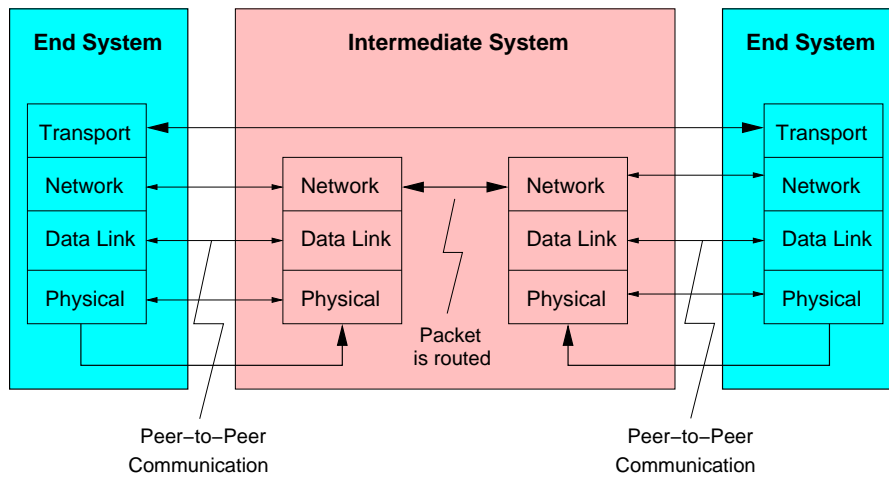 End System
Intermediate System
End System
Transport
Network
Data Link
Physical
Network
Data Link
Physical
Packet
is routed
Network
Data Link
Physical
Transport
Network
Data Link
Physical
Peer−to−Peer
Communication
Peer−to−Peer
Communication